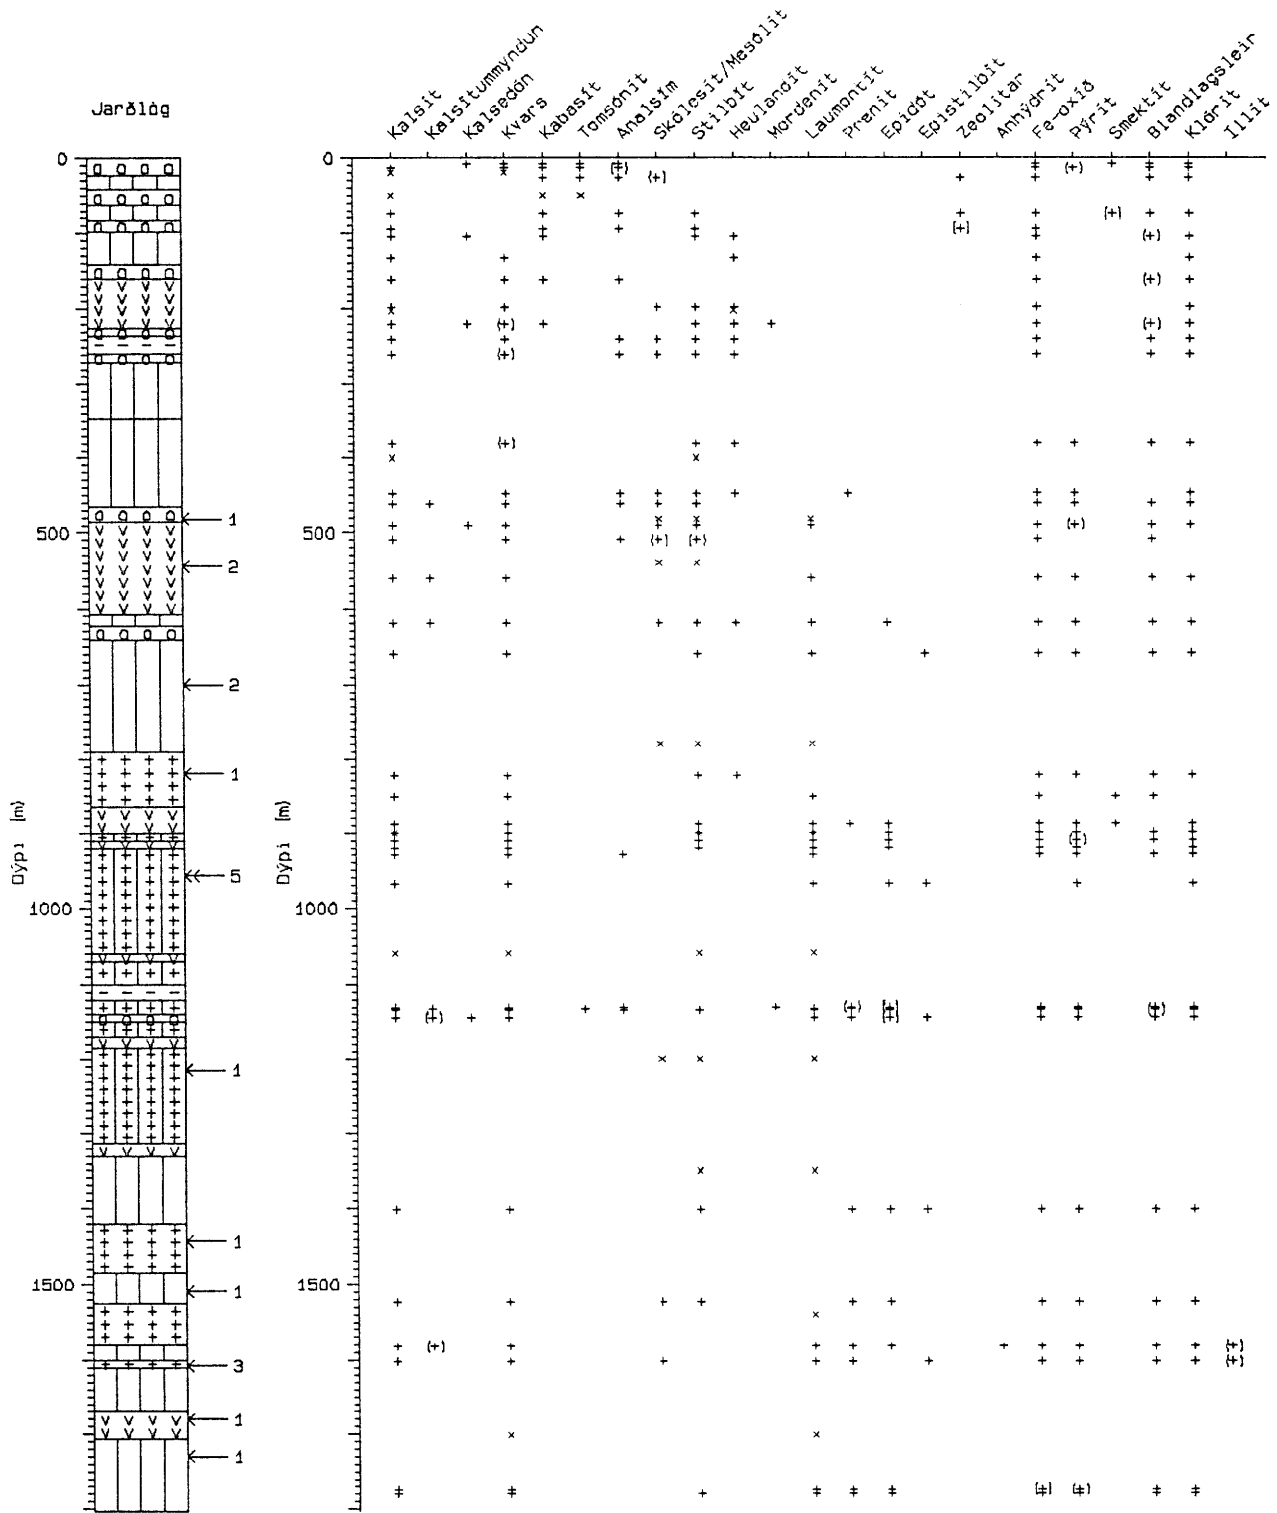 Jarðlög
Kalsít
Kalsítummyndun
Kalsedón
Kvars
Kabasít
Tomsónít
Analsím
Skólesít/Mesólít
Stilbít
Heulandít
Mordenít
Laumontít
Prenít
Epidót
Epistilbít
Zeolítar
Anhýdrít
Fe-oxíð
Pýrít
Smektít
Blandlagsleir
Klórít
Illít
0
500
1000
1500
Dýpi (m)
1
2
2
1
5
1
1
1
3
1
1
0
500
1000
1500
Dýpi (m)